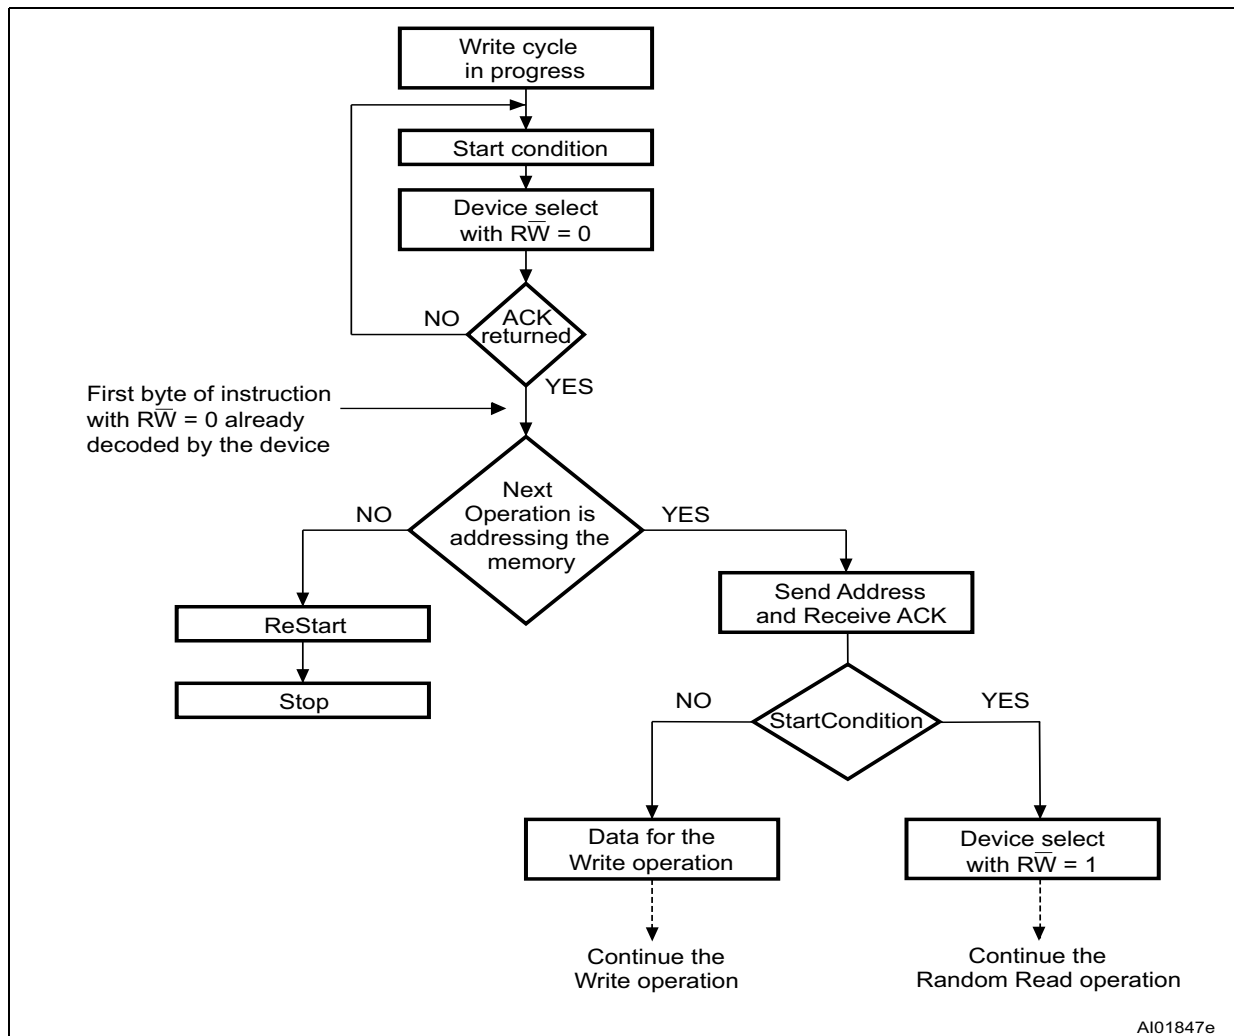 Write cycle
in progress
Start condition
Device select
with RW̅ = 0
ACK
returned
NO
YES
First byte of instruction
with RW̅ = 0 already
decoded by the device
Next
Operation is
addressing the
memory
NO
YES
Send Address
and Receive ACK
ReStart
Stop
StartCondition
NO
YES
Data for the
Write operation
Device select
with RW̅ = 1
Continue the
Write operation
Continue the
Random Read operation
AI01847e